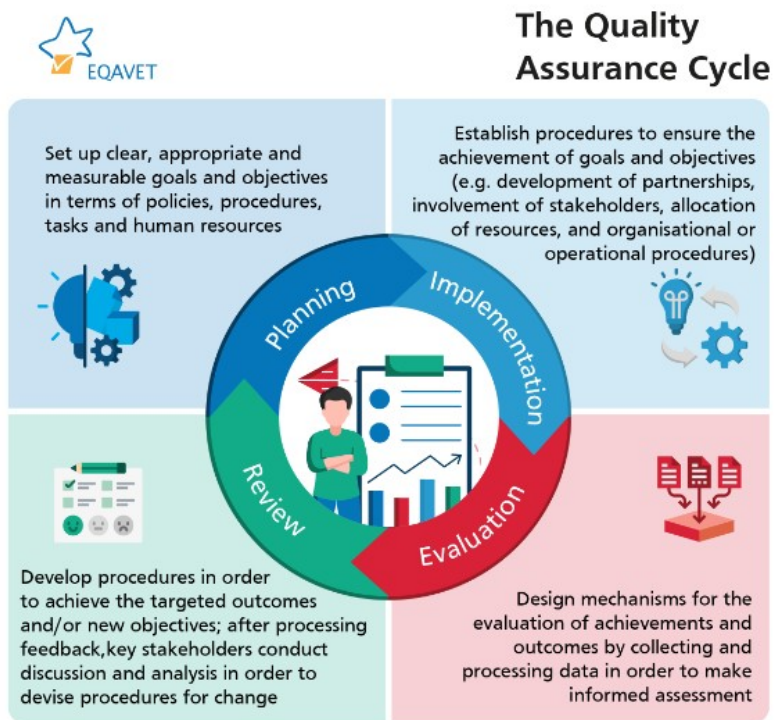 EQAVET
The Quality
Assurance Cycle
Set up clear, appropriate and
measurable goals and objectives
in terms of policies, procedures,
tasks and human resources
Establish procedures to ensure the
achievement of goals and objectives
(e.g. development of partnerships,
involvement of stakeholders, allocation
of resources, and organisational or
operational procedures)
Planning
Implementation
Review
Evaluation
Develop procedures in order
to achieve the targeted outcomes
and/or new objectives; after processing
feedback,key stakeholders conduct
discussion and analysis in order to
devise procedures for change
Design mechanisms for the
evaluation of achievements and
outcomes by collecting and
processing data in order to make
informed assessment